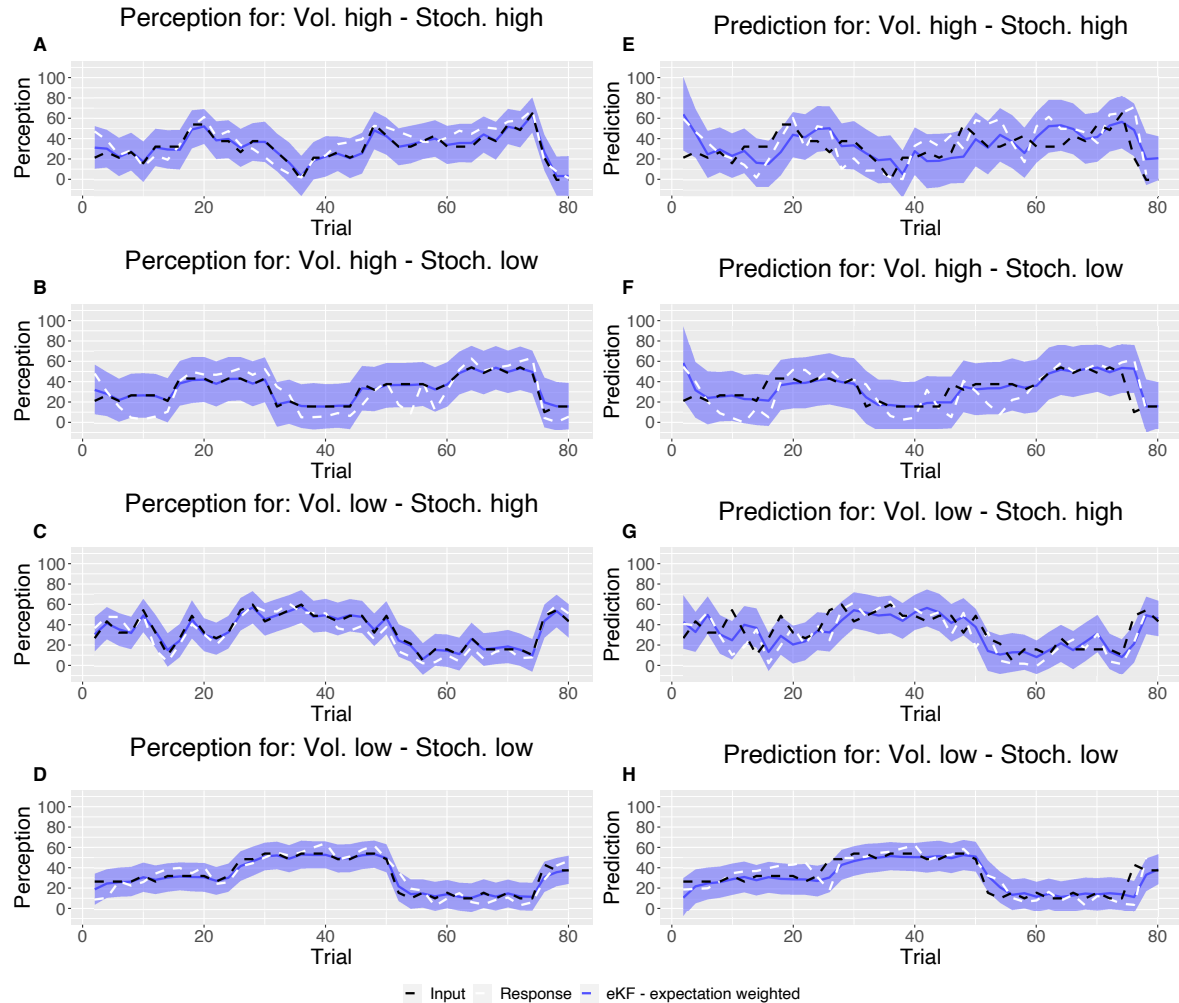 Perception for: Vol. high - Stoch. high
A
Perception
100
80
60
40
20
0
0 20 40 60 80
Trial
Prediction for: Vol. high - Stoch. high
E
Prediction
100
80
60
40
20
0
0 20 40 60 80
Trial
Perception for: Vol. high - Stoch. low
B
Perception
100
80
60
40
20
0
0 20 40 60 80
Trial
Prediction for: Vol. high - Stoch. low
F
Prediction
100
80
60
40
20
0
0 20 40 60 80
Trial
Perception for: Vol. low - Stoch. high
C
Perception
100
80
60
40
20
0
0 20 40 60 80
Trial
Prediction for: Vol. low - Stoch. high
G
Prediction
100
80
60
40
20
0
0 20 40 60 80
Trial
Perception for: Vol. low - Stoch. low
D
Perception
100
80
60
40
20
0
0 20 40 60 80
Trial
Prediction for: Vol. low - Stoch. low
H
Prediction
100
80
60
40
20
0
0 20 40 60 80
Trial
Input Response eKF - expectation weighted